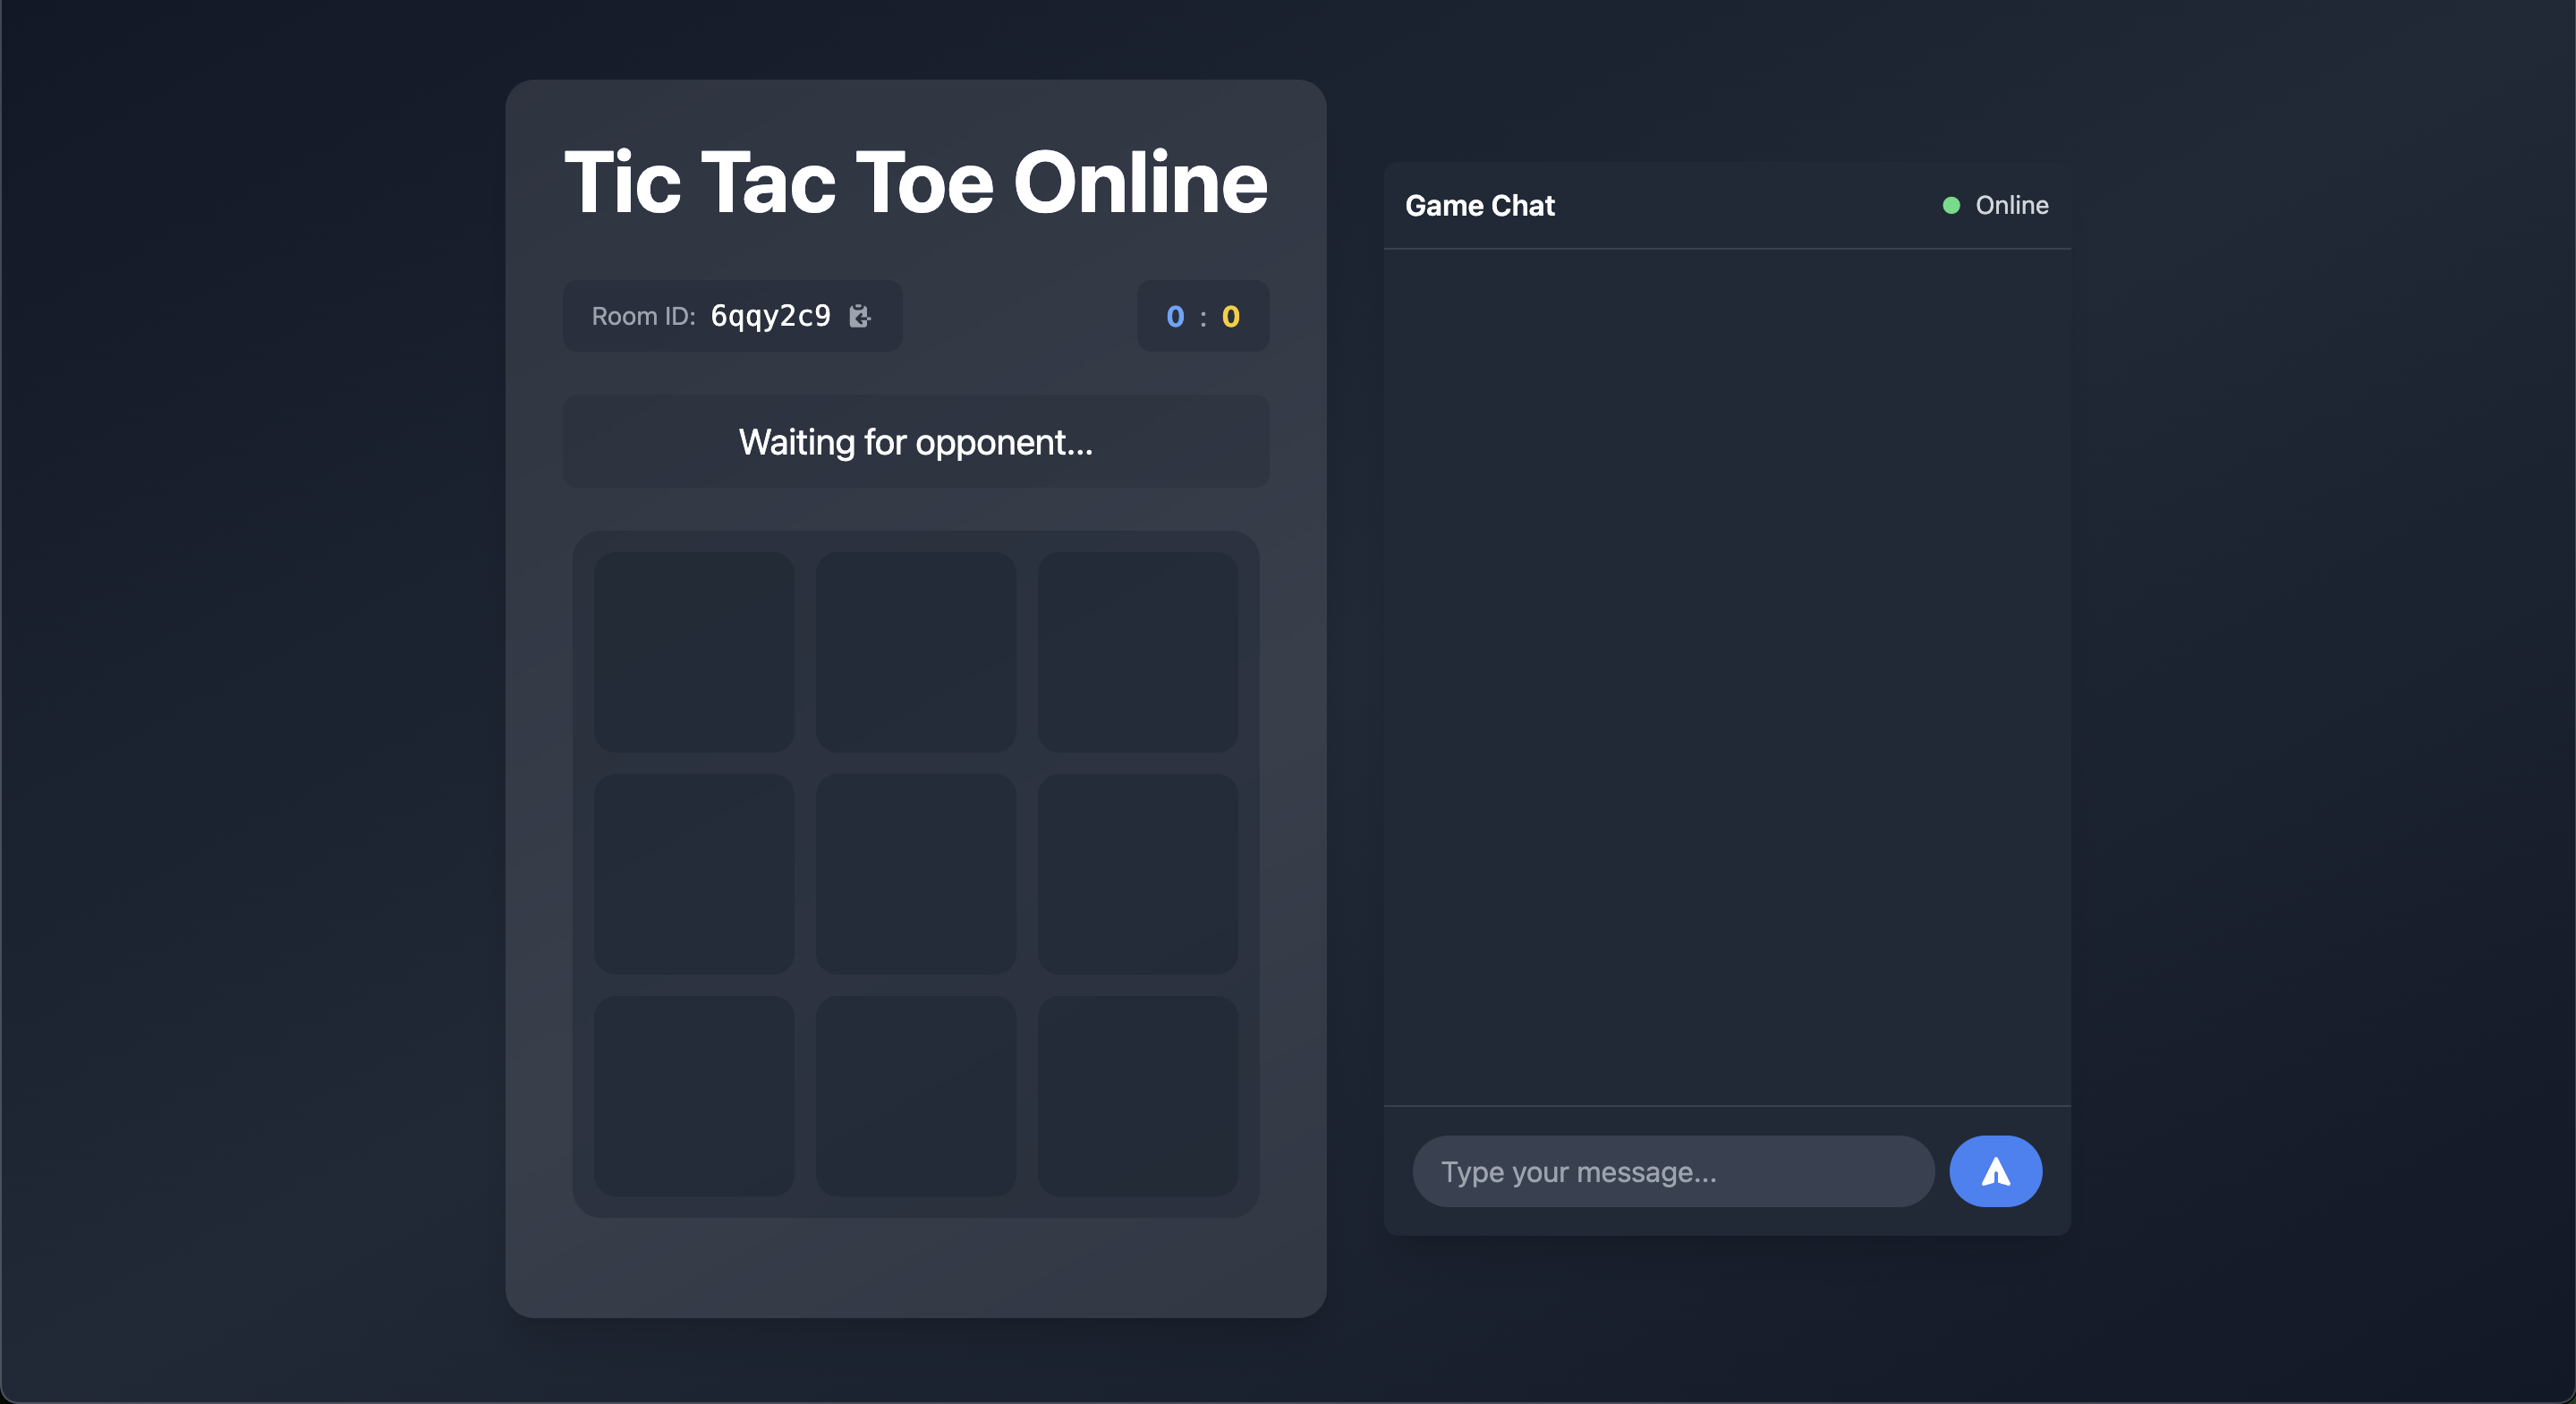 Tic Tac Toe Online
Room ID: 6qqy2c9
0 : 0
Waiting for opponent...
Game Chat
Online
Type your message...